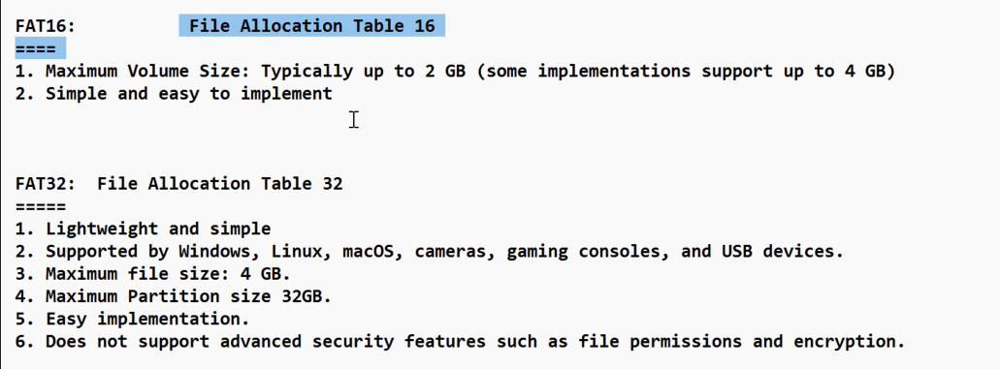 FAT16: File Allocation Table 16
====
1. Maximum Volume Size: Typically up to 2 GB (some implementations support up to 4 GB)
2. Simple and easy to implement
FAT32: File Allocation Table 32
=====
1. Lightweight and simple
2. Supported by Windows, Linux, macOS, cameras, gaming consoles, and USB devices.
3. Maximum file size: 4 GB.
4. Maximum Partition size 32GB.
5. Easy implementation.
6. Does not support advanced security features such as file permissions and encryption.